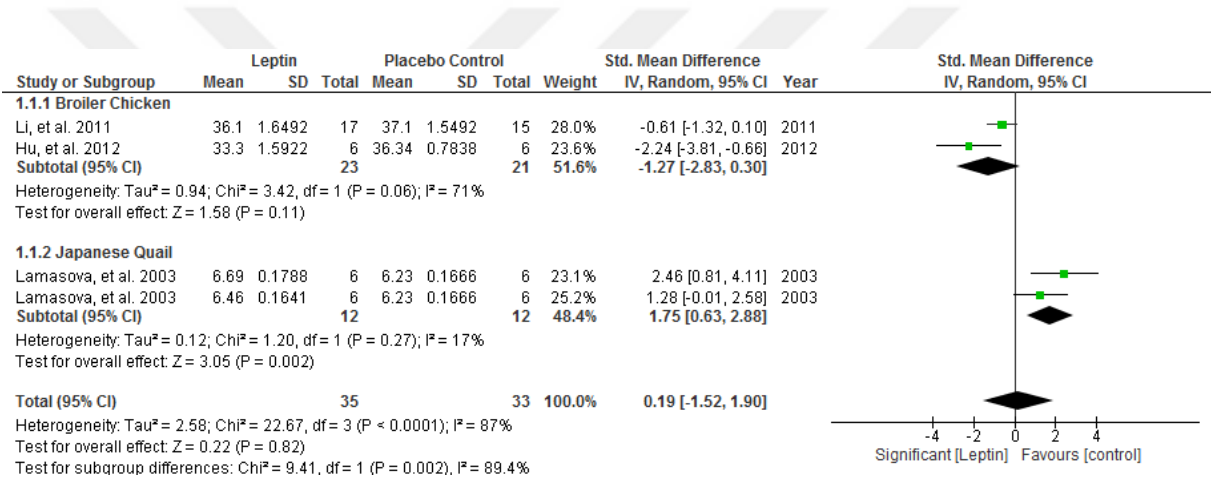 Leptin Placebo Control Std. Mean Difference Std. Mean Difference
Study or Subgroup Mean SD Total Mean SD Total Weight IV, Random, 95% CI Year IV, Random, 95% CI
1.1.1 Broiler Chicken
Li, et al. 2011 36.1 1.6492 17 37.1 1.5492 15 28.0% -0.61 [-1.32, 0.10] 2011
Hu, et al. 2012 33.3 1.5922 6 36.34 0.7838 6 23.6% -2.24 [-3.81, -0.66] 2012
Subtotal (95% CI) 23 21 51.6% -1.27 [-2.83, 0.30]
Heterogeneity: Tau² = 0.94; Chi² = 3.42, df = 1 (P = 0.06); I² = 71%
Test for overall effect: Z = 1.58 (P = 0.11)
1.1.2 Japanese Quail
Lamasova, et al. 2003 6.69 0.1788 6 6.23 0.1666 6 23.1% 2.46 [0.81, 4.11] 2003
Lamasova, et al. 2003 6.46 0.1641 6 6.23 0.1666 6 25.2% 1.28 [-0.01, 2.58] 2003
Subtotal (95% CI) 12 12 48.4% 1.75 [0.63, 2.88]
Heterogeneity: Tau² = 0.12; Chi² = 1.20, df = 1 (P = 0.27); I² = 17%
Test for overall effect: Z = 3.05 (P = 0.002)
Total (95% CI) 35 33 100.0% 0.19 [-1.52, 1.90]
Heterogeneity: Tau² = 2.58; Chi² = 22.67, df = 3 (P < 0.0001); I² = 87%
Test for overall effect: Z = 0.22 (P = 0.82)
Test for subgroup differences: Chi² = 9.41, df = 1 (P = 0.002), I² = 89.4%
-4 -2 0 2 4
Significant [Leptin] Favours [control]